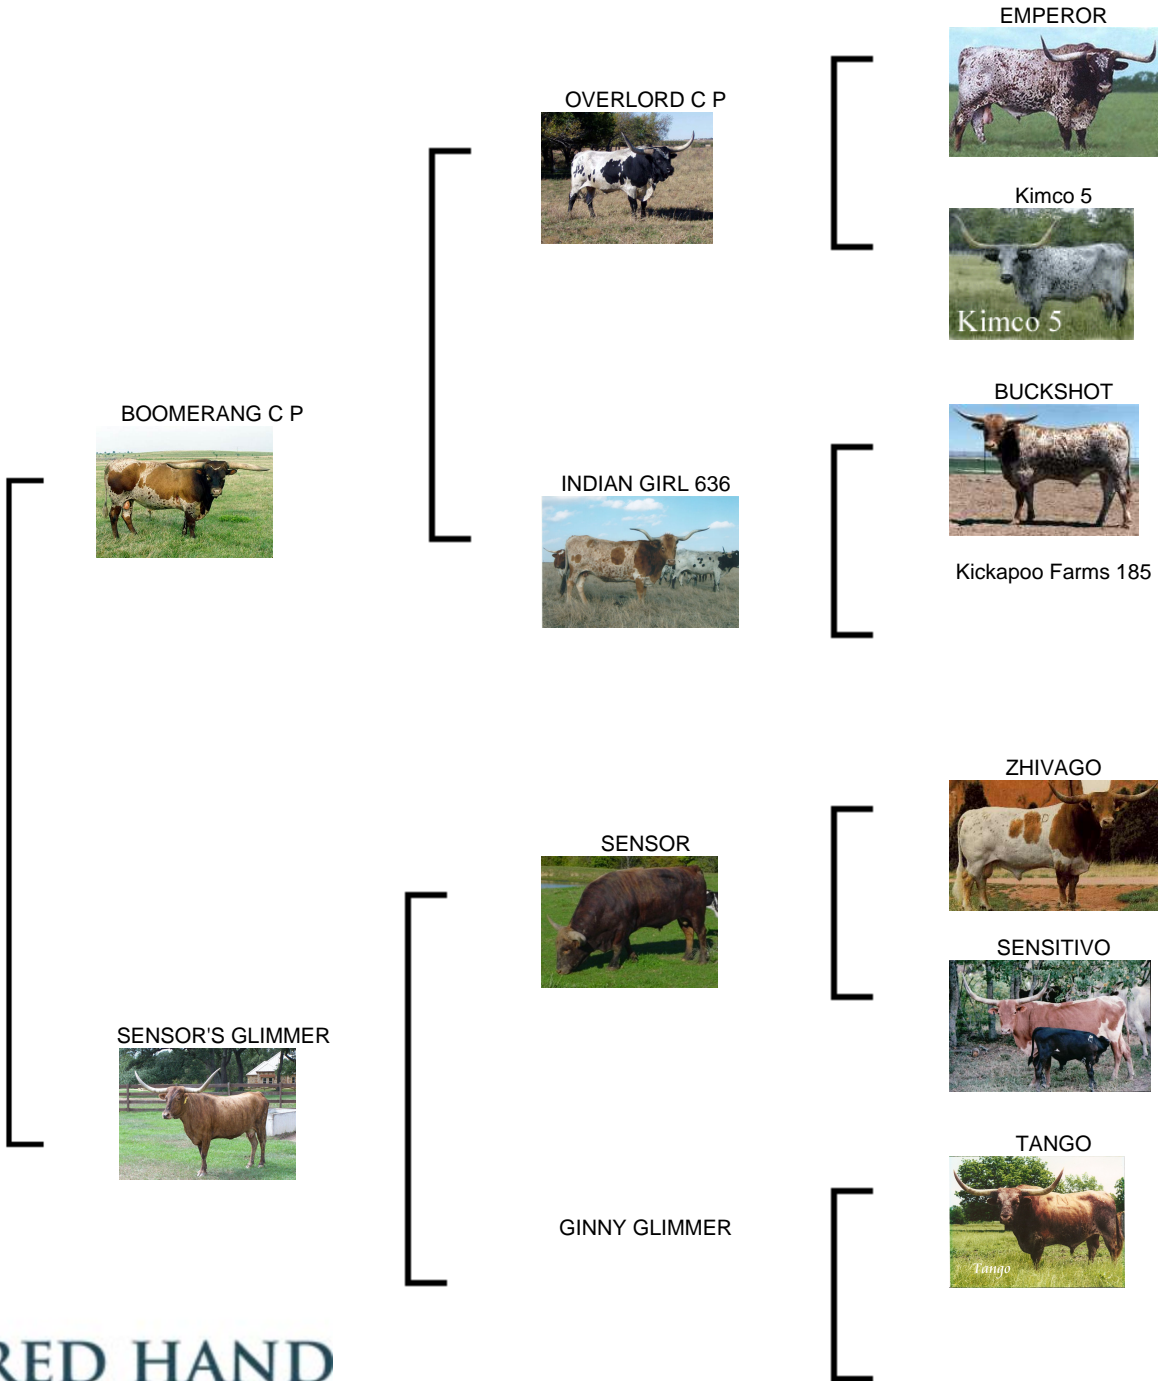 EMPEROR
OVERLORD C P
Kimco 5
Kimco 5
BUCKSHOT
BOOMERANG C P
INDIAN GIRL 636
Kickapoo Farms 185
ZHIVAGO
SENSOR
SENSITIVO
SENSOR'S GLIMMER
TANGO
GINNY GLIMMER
Tango
RED HAND